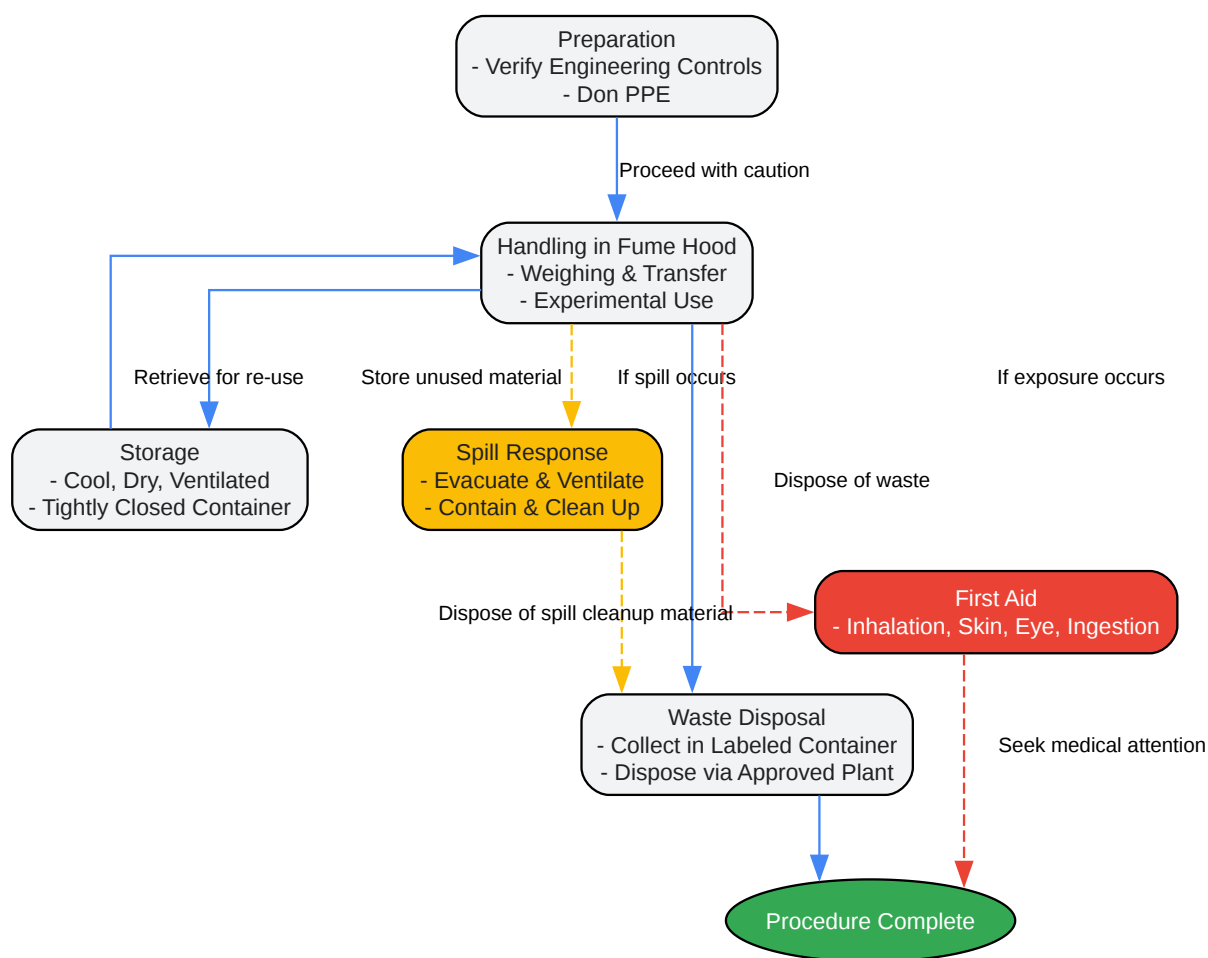 Preparation
- Verify Engineering Controls
- Don PPE
Proceed with caution
Handling in Fume Hood
- Weighing & Transfer
- Experimental Use
Retrieve for re-use
Store unused material
If spill occurs
If exposure occurs
Storage
- Cool, Dry, Ventilated
- Tightly Closed Container
Spill Response
- Evacuate & Ventilate
- Contain & Clean Up
Dispose of waste
Dispose of spill cleanup material
First Aid
- Inhalation, Skin, Eye, Ingestion
Waste Disposal
- Collect in Labeled Container
- Dispose via Approved Plant
Seek medical attention
Procedure Complete